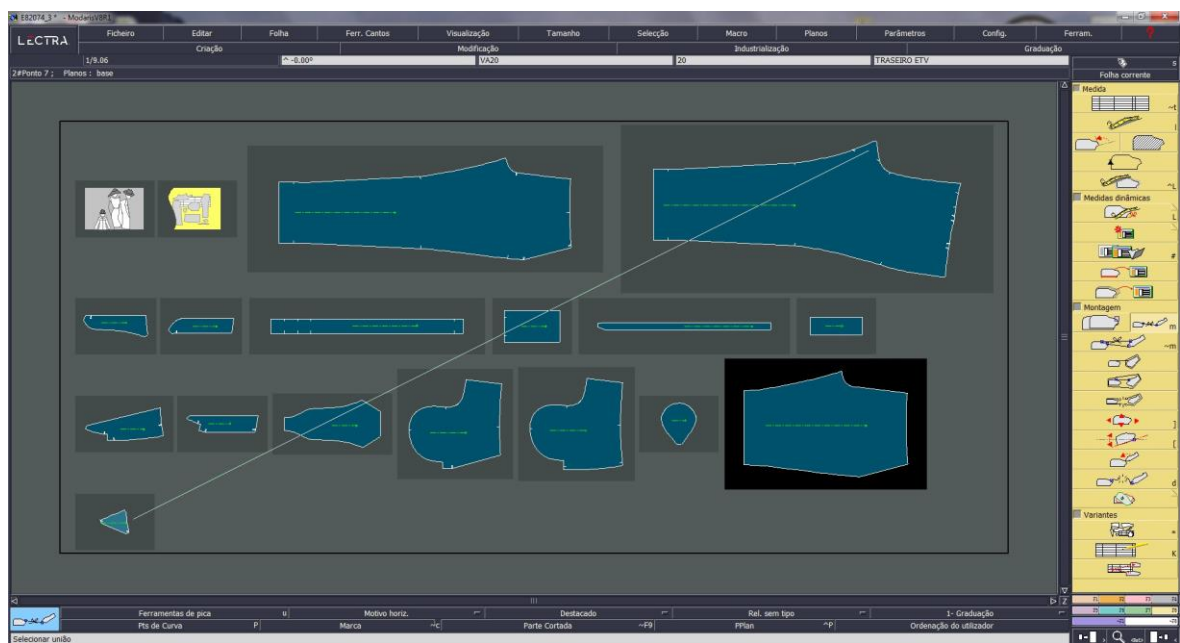 E82074_3 * - ModarisV8R1
LECTRA
Ficheiro Editar Folha Ferr. Cantos Visualização Tamanho Selecção Macro Planos Parâmetros Config. Ferram. ?
Criação Modificação Industrialização Graduação
1/9.06 ^ -0.00° VA20 20 TRASEIRO ETV
2#Ponto 7 ; Planos : base
s
Folha corrente
Medida
~t
l
~L
Medidas dinâmicas
L
#
Montagem
m
~m
]
[
d
Variantes
K
Z
Ferramentas de pica u Motivo horiz. Destacado Rel. sem tipo 1- Graduação
Pts de Curva P Marca ~c Parte Cortada ~F9 FPlan ^P Ordenação do utilizador
Selecionar união